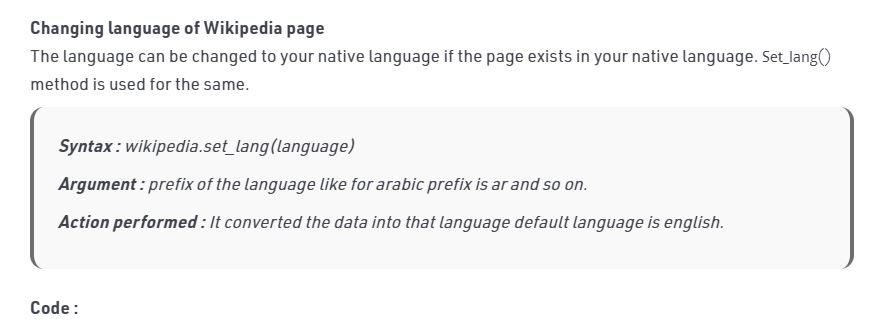 Changing language of Wikipedia page
The language can be changed to your native language if the page exists in your native language. Set_lang()
method is used for the same.
Syntax : wikipedia.set_lang(language)
Argument : prefix of the language like for arabic prefix is ar and so on.
Action performed : It converted the data into that language default language is english.
Code :